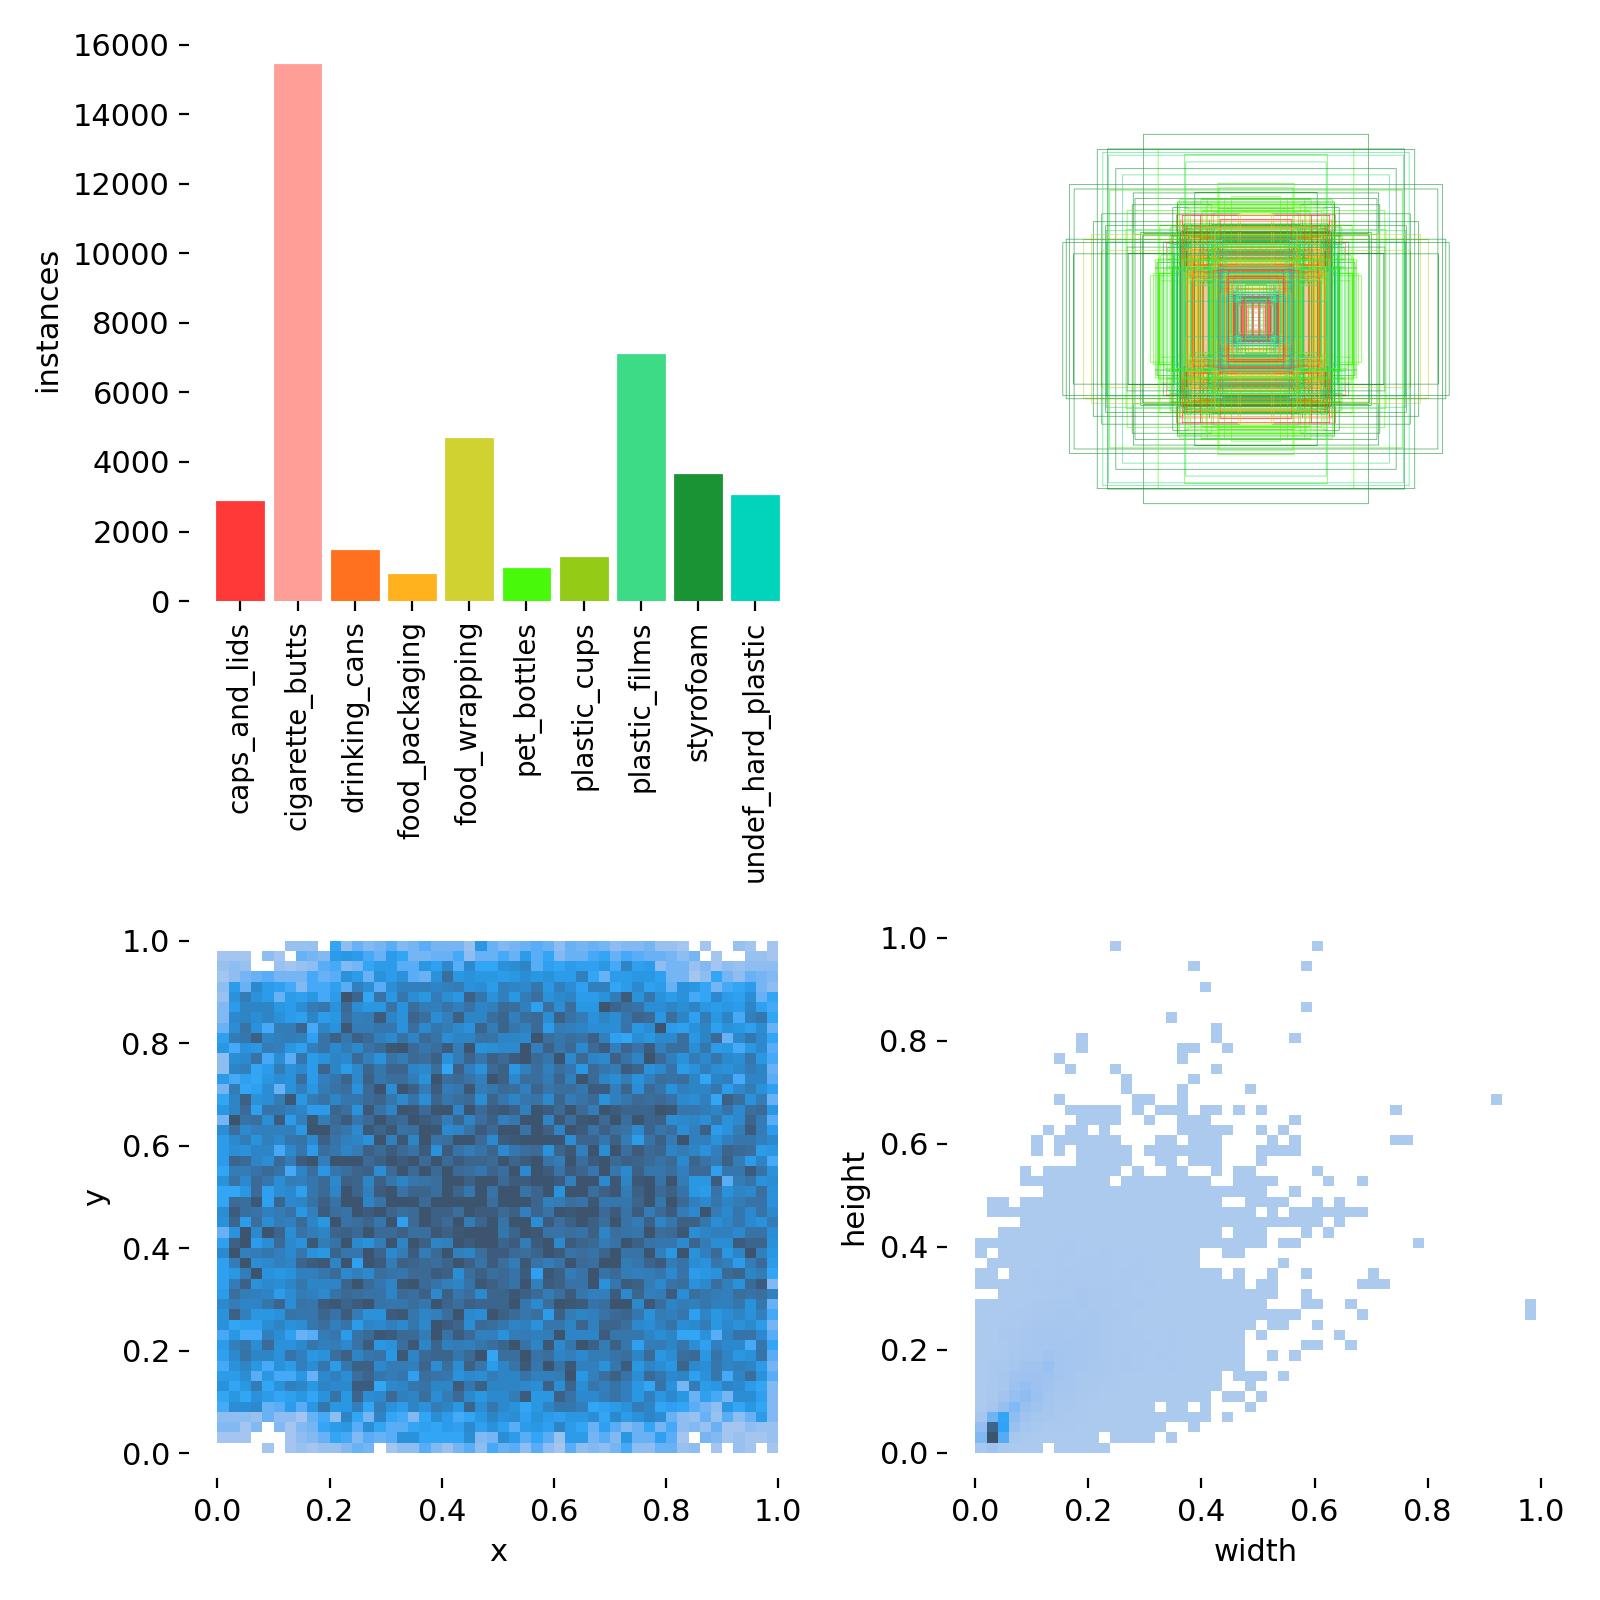 16000
14000
12000
10000
8000
6000
4000
2000
0
instances
caps_and_lids
cigarette_butts
drinking_cans
food_packaging
food_wrapping
pet_bottles
plastic_cups
plastic_films
styrofoam
undef_hard_plastic
1.0
0.8
0.6
0.4
0.2
0.0
y
0.0 0.2 0.4 0.6 0.8 1.0
x
1.0
0.8
0.6
0.4
0.2
0.0
height
0.0 0.2 0.4 0.6 0.8 1.0
width